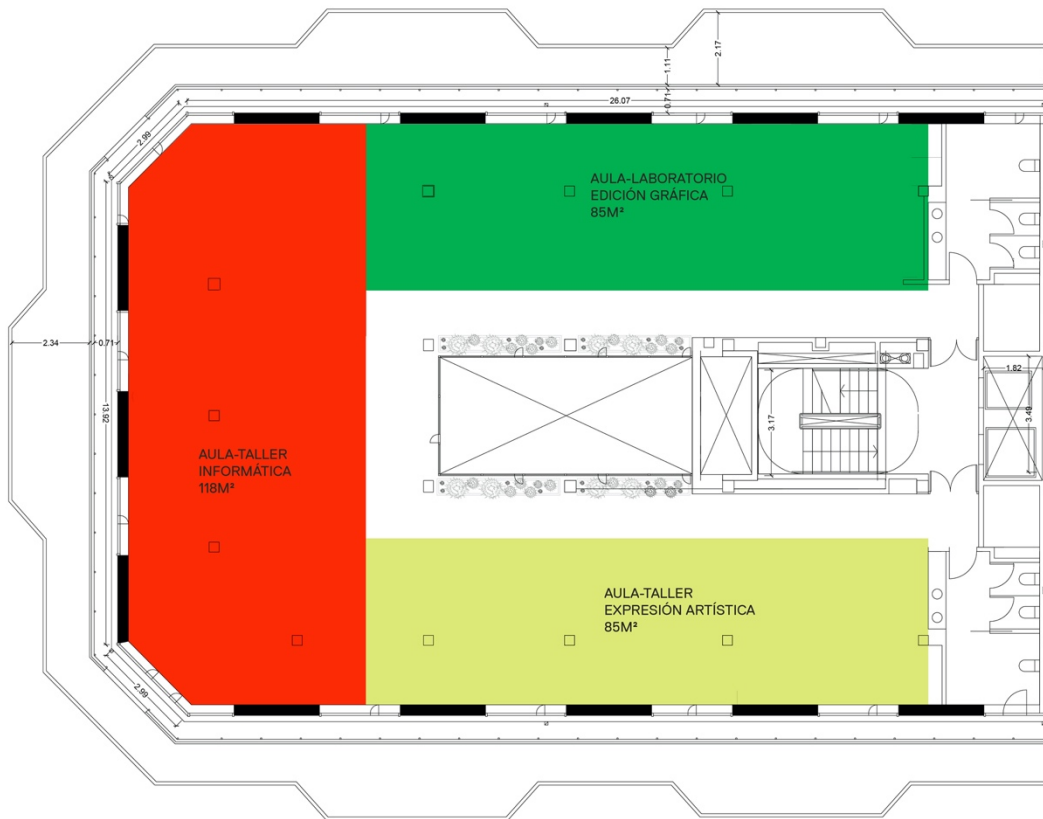 2.17
1.11
0.71
26.07
2.99
AULA-LABORATORIO
EDICIÓN GRÁFICA
85M²
2.34
0.71
13.92
1.82
3.49
3.17
AULA-TALLER
INFORMÁTICA
118M²
AULA-TALLER
EXPRESIÓN ARTÍSTICA
85M²
2.99